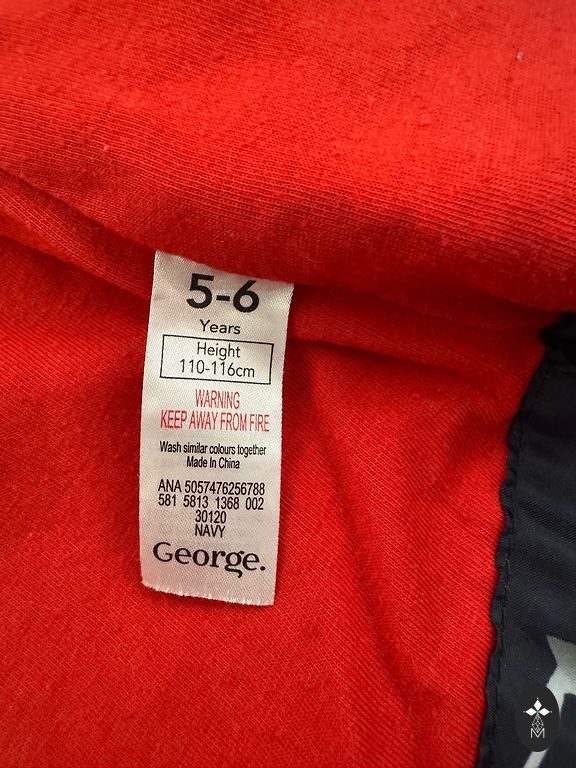 5-6
Years
Height
110-116cm
WARNING
KEEP AWAY FROM FIRE
Wash similar colours together
Made In China
ANA 5057476256788
581 5813 1368 002
30120
NAVY
George.
M